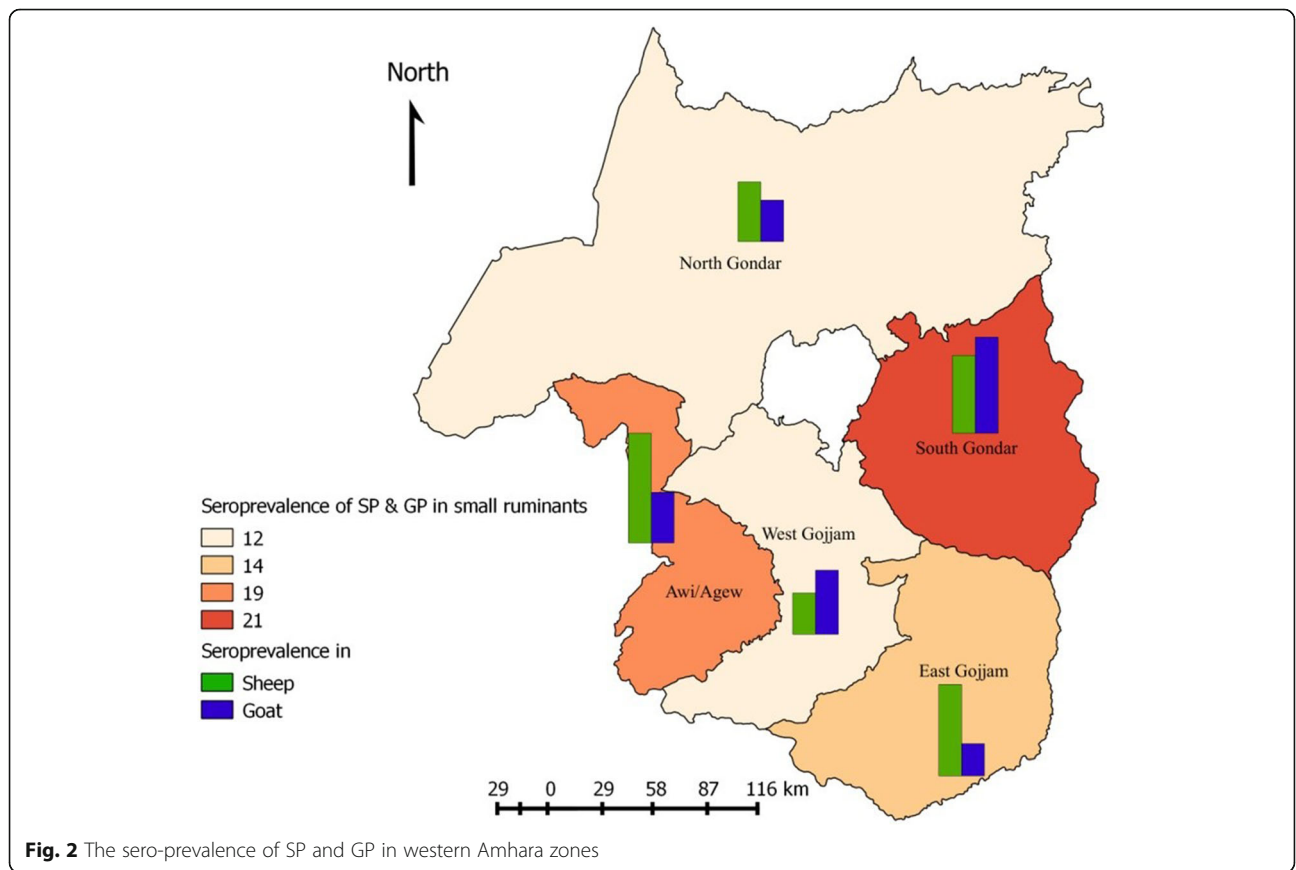 North
North Gondar
South Gondar
Seroprevalence of SP & GP in small ruminants
12
14
19
21
Seroprevalence in
Sheep
Goat
West Gojjam
Awi/Agew
East Gojjam
29 0 29 58 87 116 km
Fig. 2 The sero-prevalence of SP and GP in western Amhara zones